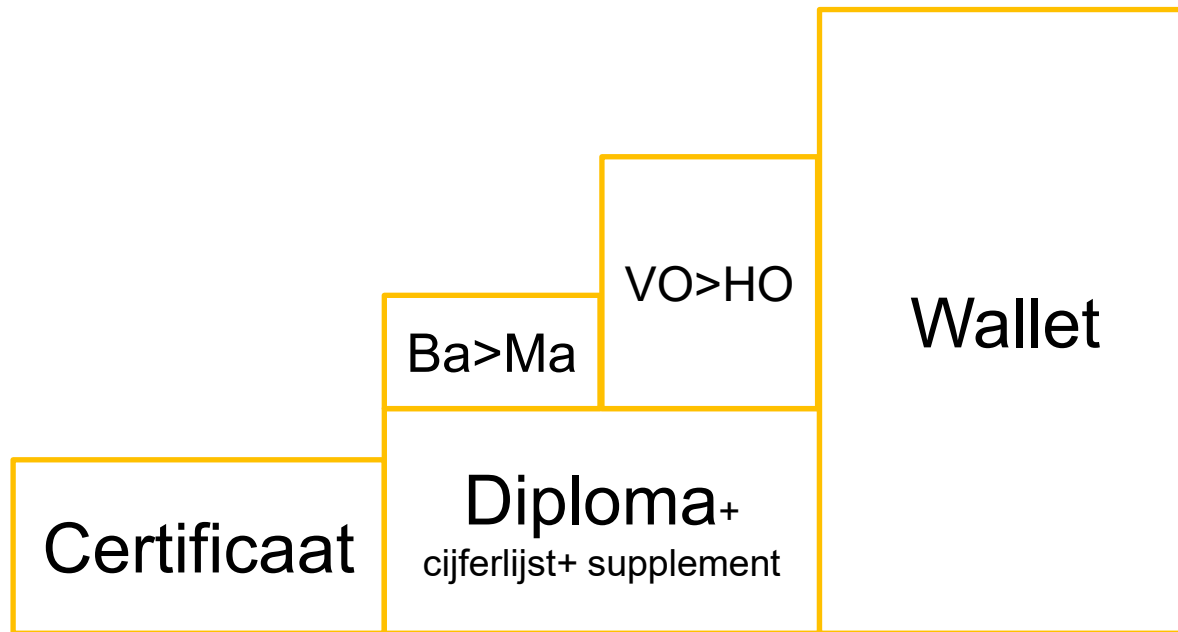 Certificaat
Diploma+
cijferlijst+ supplement
Ba>Ma
VO>HO
Wallet